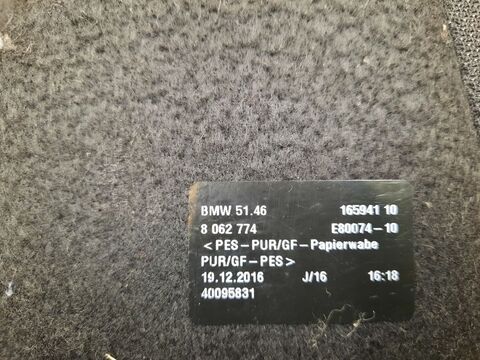 BMW 51.46 165941 10
8 062 774 E80074-10
<PES-PUR/GF-Papierwabe
PUR/GF-PES>
19.12.2016 J/16 16:18
40095831